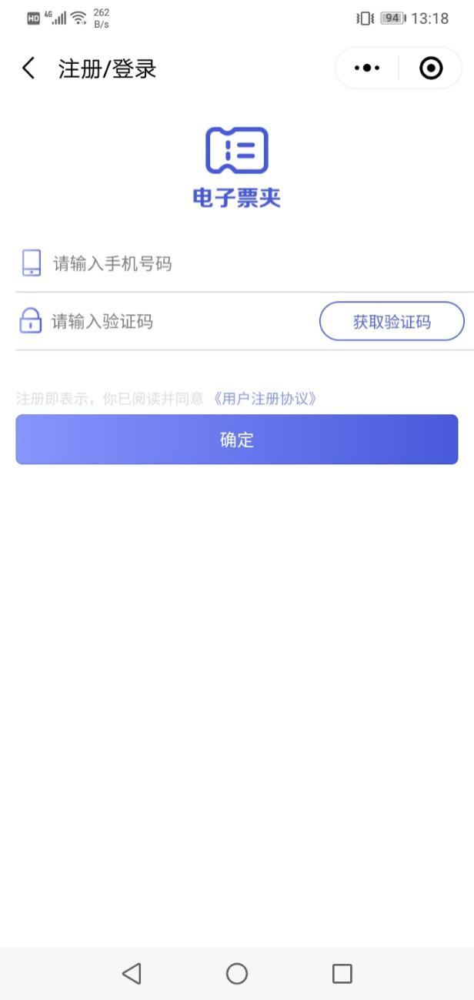 HD 4G 262 B/s 94 13:18
注册/登录
电子票夹
请输入手机号码
请输入验证码 获取验证码
注册即表示，你已阅读并同意《用户注册协议》
确定